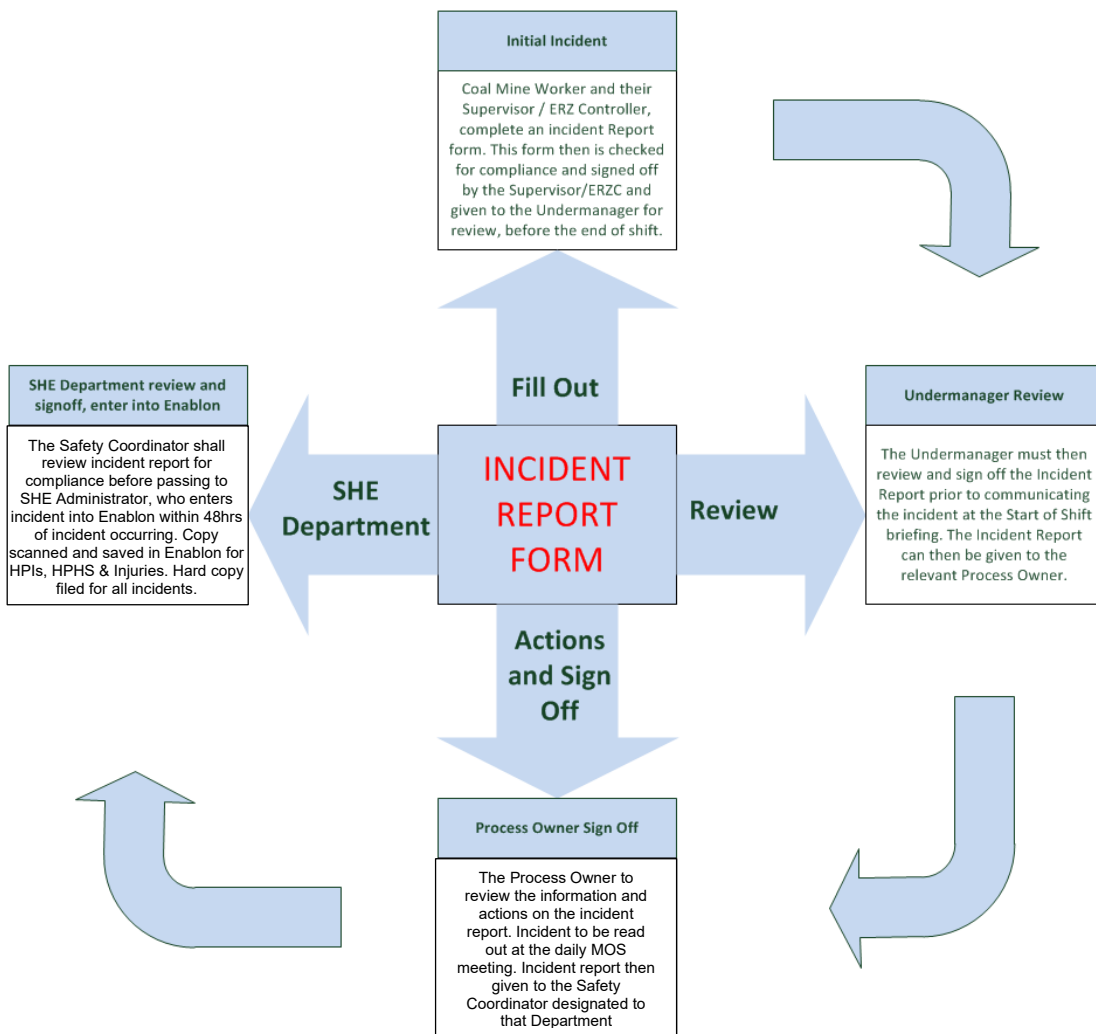 Initial Incident
Coal Mine Worker and their
Supervisor / ERZ Controller,
complete an incident Report
form. This form then is checked
for compliance and signed off
by the Supervisor/ERZC and
given to the Undermanager for
review, before the end of shift.
Fill Out
SHE Department review and
signoff, enter into Enablon
The Safety Coordinator shall
review incident report for
compliance before passing to
SHE Administrator, who enters
incident into Enablon within 48hrs
of incident occurring. Copy
scanned and saved in Enablon for
HPIs, HPHS & Injuries. Hard copy
filed for all incidents.
SHE
Department
INCIDENT
REPORT
FORM
Review
Undermanager Review
The Undermanager must then
review and sign off the Incident
Report prior to communicating
the incident at the Start of Shift
briefing. The Incident Report
can then be given to the
relevant Process Owner.
Actions
and Sign
Off
Process Owner Sign Off
The Process Owner to
review the information and
actions on the incident
report. Incident to be read
out at the daily MOS
meeting. Incident report then
given to the Safety
Coordinator designated to
that Department